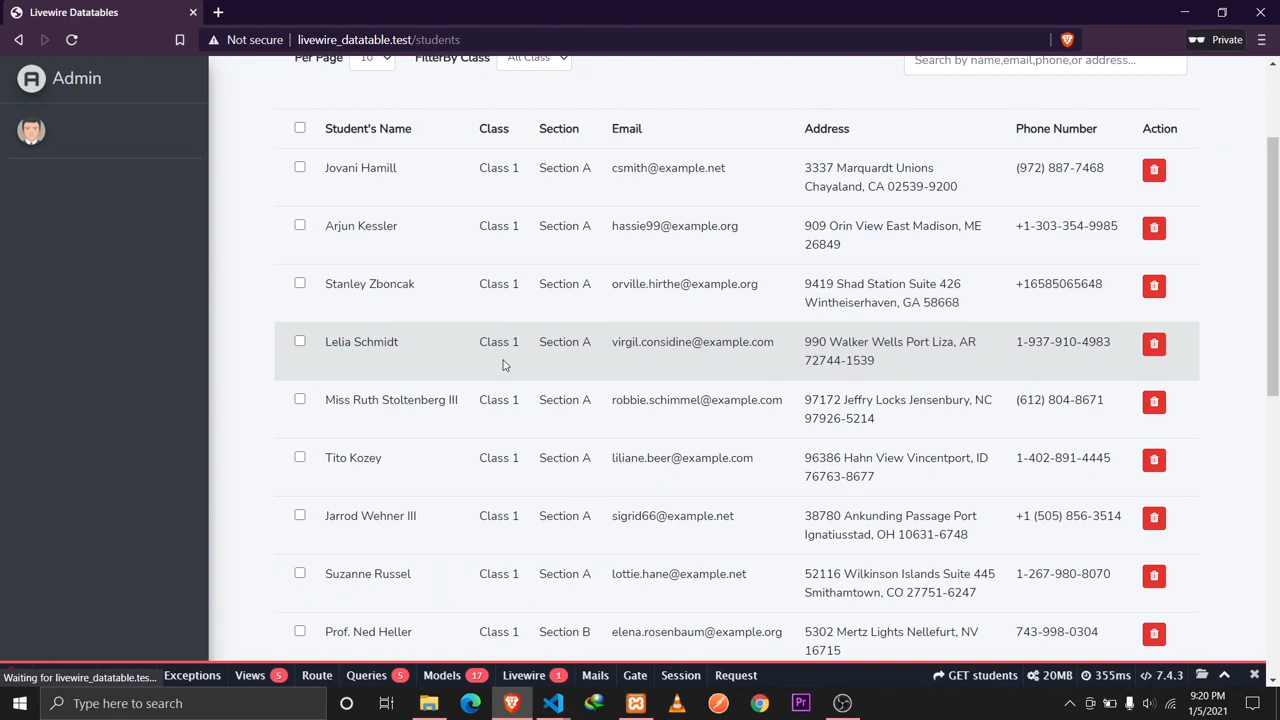 Livewire Datatables
Not secure livewire_datatable.test/students
Private
Admin
Per Page 10 FilterBy Class All Class Search by name,email,phone,or address...
Student's Name Class Section Email Address Phone Number Action
Jovani Hamill Class 1 Section A csmith@example.net 3337 Marquardt Unions (972) 887-7468
Chayaland, CA 02539-9200
Arjun Kessler Class 1 Section A hassie99@example.org 909 Orin View East Madison, ME +1-303-354-9985
26849
Stanley Zboncak Class 1 Section A orville.hirthe@example.org 9419 Shad Station Suite 426 +16585065648
Wintheiserhaven, GA 58668
Lelia Schmidt Class 1 Section A virgil.considine@example.com 990 Walker Wells Port Liza, AR 1-937-910-4983
72744-1539
Miss Ruth Stoltenberg III Class 1 Section A robbie.schimmel@example.com 97172 Jeffry Locks Jensenbury, NC (612) 804-8671
97926-5214
Tito Kozey Class 1 Section A liliane.beer@example.com 96386 Hahn View Vincentport, ID 1-402-891-4445
76763-8677
Jarrod Wehner III Class 1 Section A sigrid66@example.net 38780 Ankunding Passage Port +1 (505) 856-3514
Ignatiusstad, OH 10631-6748
Suzanne Russel Class 1 Section A lottie.hane@example.net 52116 Wilkinson Islands Suite 445 1-267-980-8070
Smithamtown, CO 27751-6247
Prof. Ned Heller Class 1 Section B elena.rosenbaum@example.org 5302 Mertz Lights Nellefurt, NV 743-998-0304
16715
Waiting for livewire_datatable.tes... Exceptions Views 5 Route Queries 5 Models 17 Livewire 1 Mails Gate Session Request GET students 20MB 355ms 7.4.3
Type here to search
Pr
9:20 PM
1/5/2021